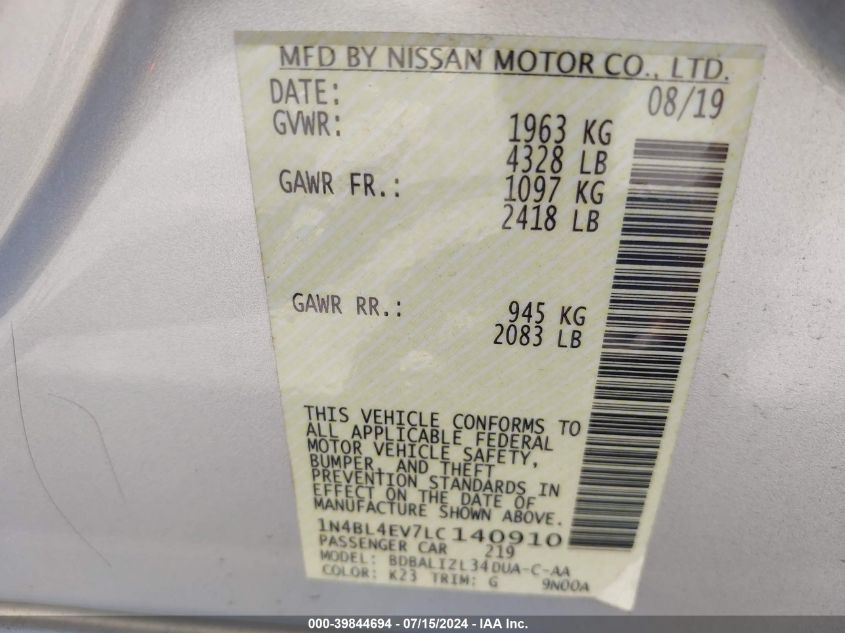 MFD BY NISSAN MOTOR CO., LTD.
DATE: 08/19
GVWR: 1963 KG
4328 LB
GAWR FR.: 1097 KG
2418 LB
GAWR RR.: 945 KG
2083 LB
THIS VEHICLE CONFORMS TO
ALL APPLICABLE FEDERAL
MOTOR VEHICLE SAFETY,
BUMPER, AND THEFT
PREVENTION STANDARDS IN
EFFECT ON THE DATE OF
MANUFACTURE SHOWN ABOVE.
1N4BL4EV7LC140910
PASSENGER CAR 219
MODEL: BDBALIZL34DUA-C-AA
COLOR: K23 TRIM: G 9N00A
000-39844694 - 07/15/2024 - IAA Inc.